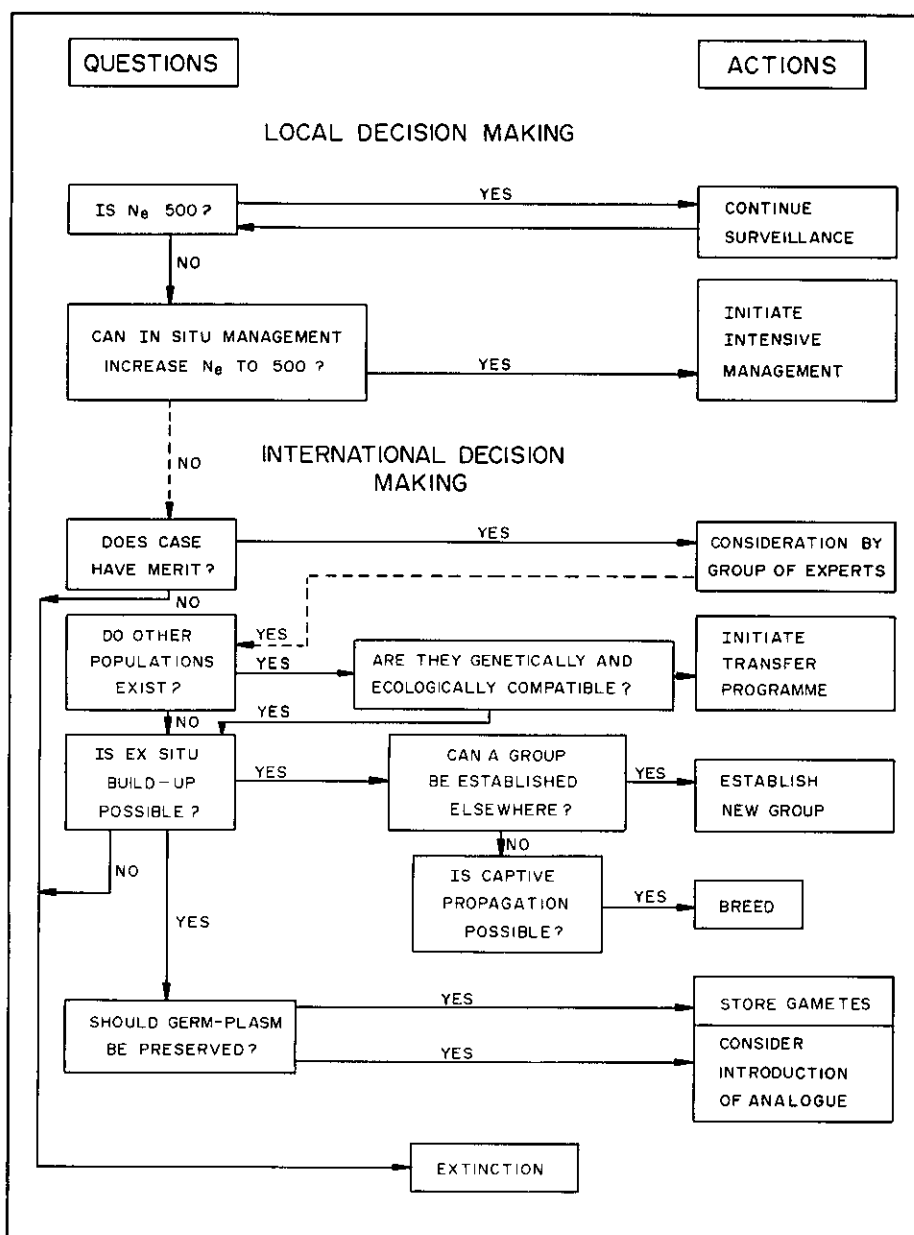 QUESTIONS
ACTIONS
LOCAL DECISION MAKING
IS Ne 500?
YES
CONTINUE
SURVEILLANCE
NO
CAN IN SITU MANAGEMENT
INCREASE Ne TO 500?
YES
INITIATE
INTENSIVE
MANAGEMENT
NO
INTERNATIONAL DECISION
MAKING
DOES CASE
HAVE MERIT?
YES
CONSIDERATION BY
GROUP OF EXPERTS
NO
DO OTHER
POPULATIONS
EXIST?
YES
YES
ARE THEY GENETICALLY AND
ECOLOGICALLY COMPATIBLE?
INITIATE
TRANSFER
PROGRAMME
NO
YES
IS EX SITU
BUILD-UP
POSSIBLE?
YES
CAN A GROUP
BE ESTABLISHED
ELSEWHERE?
YES
ESTABLISH
NEW GROUP
NO
NO
IS CAPTIVE
PROPAGATION
POSSIBLE?
YES
BREED
YES
SHOULD GERM-PLASM
BE PRESERVED?
YES
STORE GAMETES
YES
CONSIDER
INTRODUCTION
OF ANALOGUE
EXTINCTION